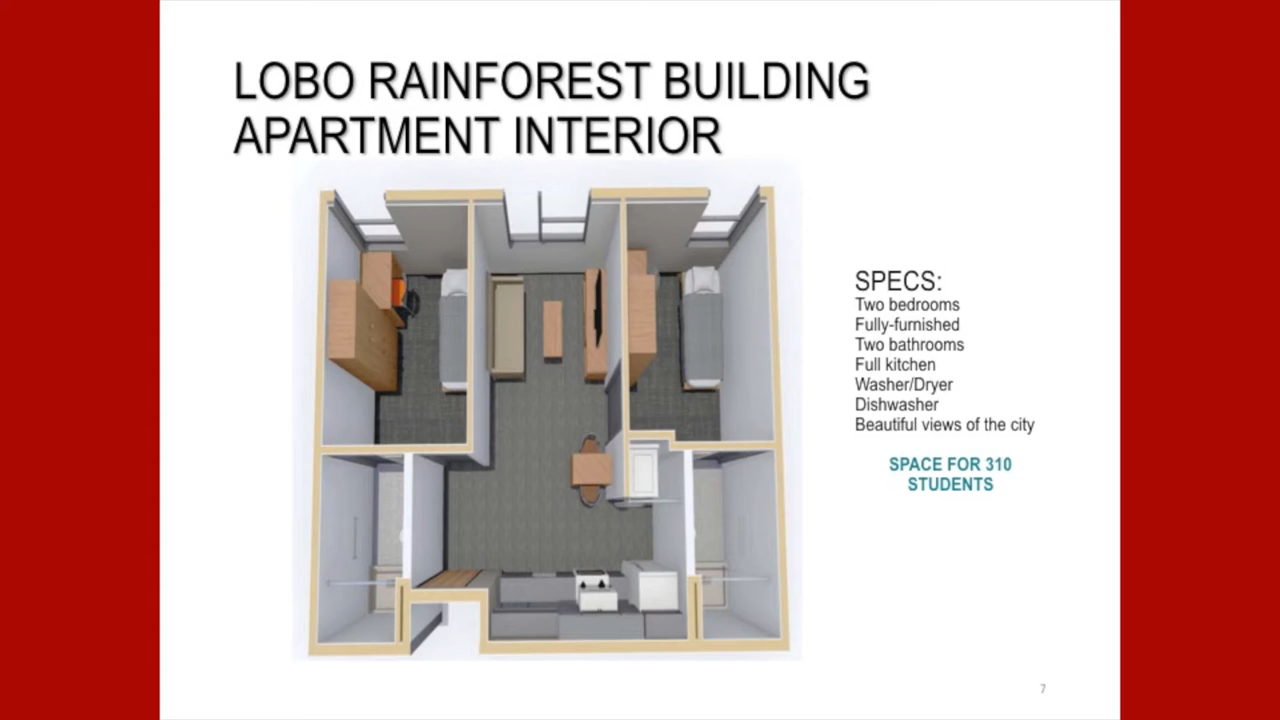 LOBO RAINFOREST BUILDING
APARTMENT INTERIOR
SPECS:
Two bedrooms
Fully-furnished
Two bathrooms
Full kitchen
Washer/Dryer
Dishwasher
Beautiful views of the city
SPACE FOR 310
STUDENTS
7